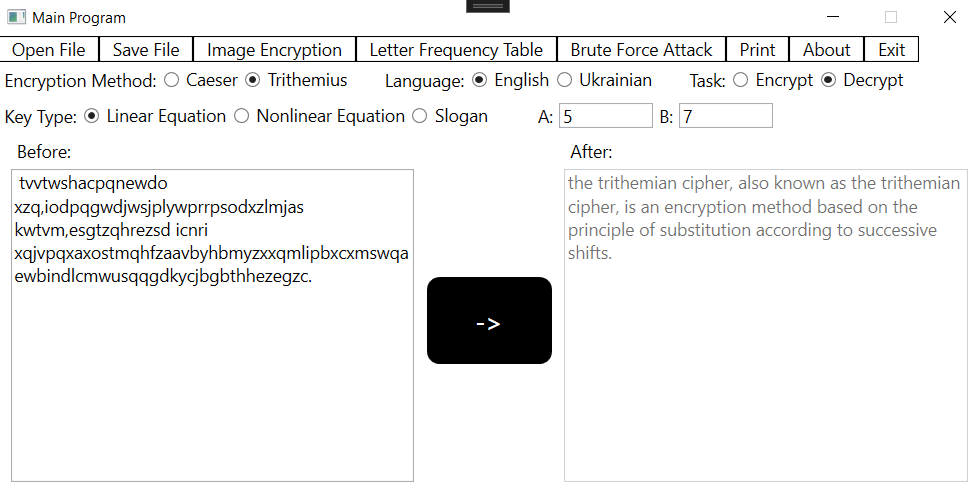 Main Program
Open File Save File Image Encryption Letter Frequency Table Brute Force Attack Print About Exit
Encryption Method: Caeser Trithemius Language: English Ukrainian Task: Encrypt Decrypt
Key Type: Linear Equation Nonlinear Equation Slogan A: 5 B: 7
Before: After:
tvvtwshacpqnewdo
xzq,iodpqgwdjwsjplywprrpsodxzlmjas
kwtvm,esgtzqhrezsd icnri
xqjvpqxaxostmqhfzaavbyhbmyzxxqmlipbxcxmswqa
ewbindlcmwusqqgdkycjbgbthhezegzc.
->
the trithemian cipher, also known as the trithemian
cipher, is an encryption method based on the
principle of substitution according to successive
shifts.